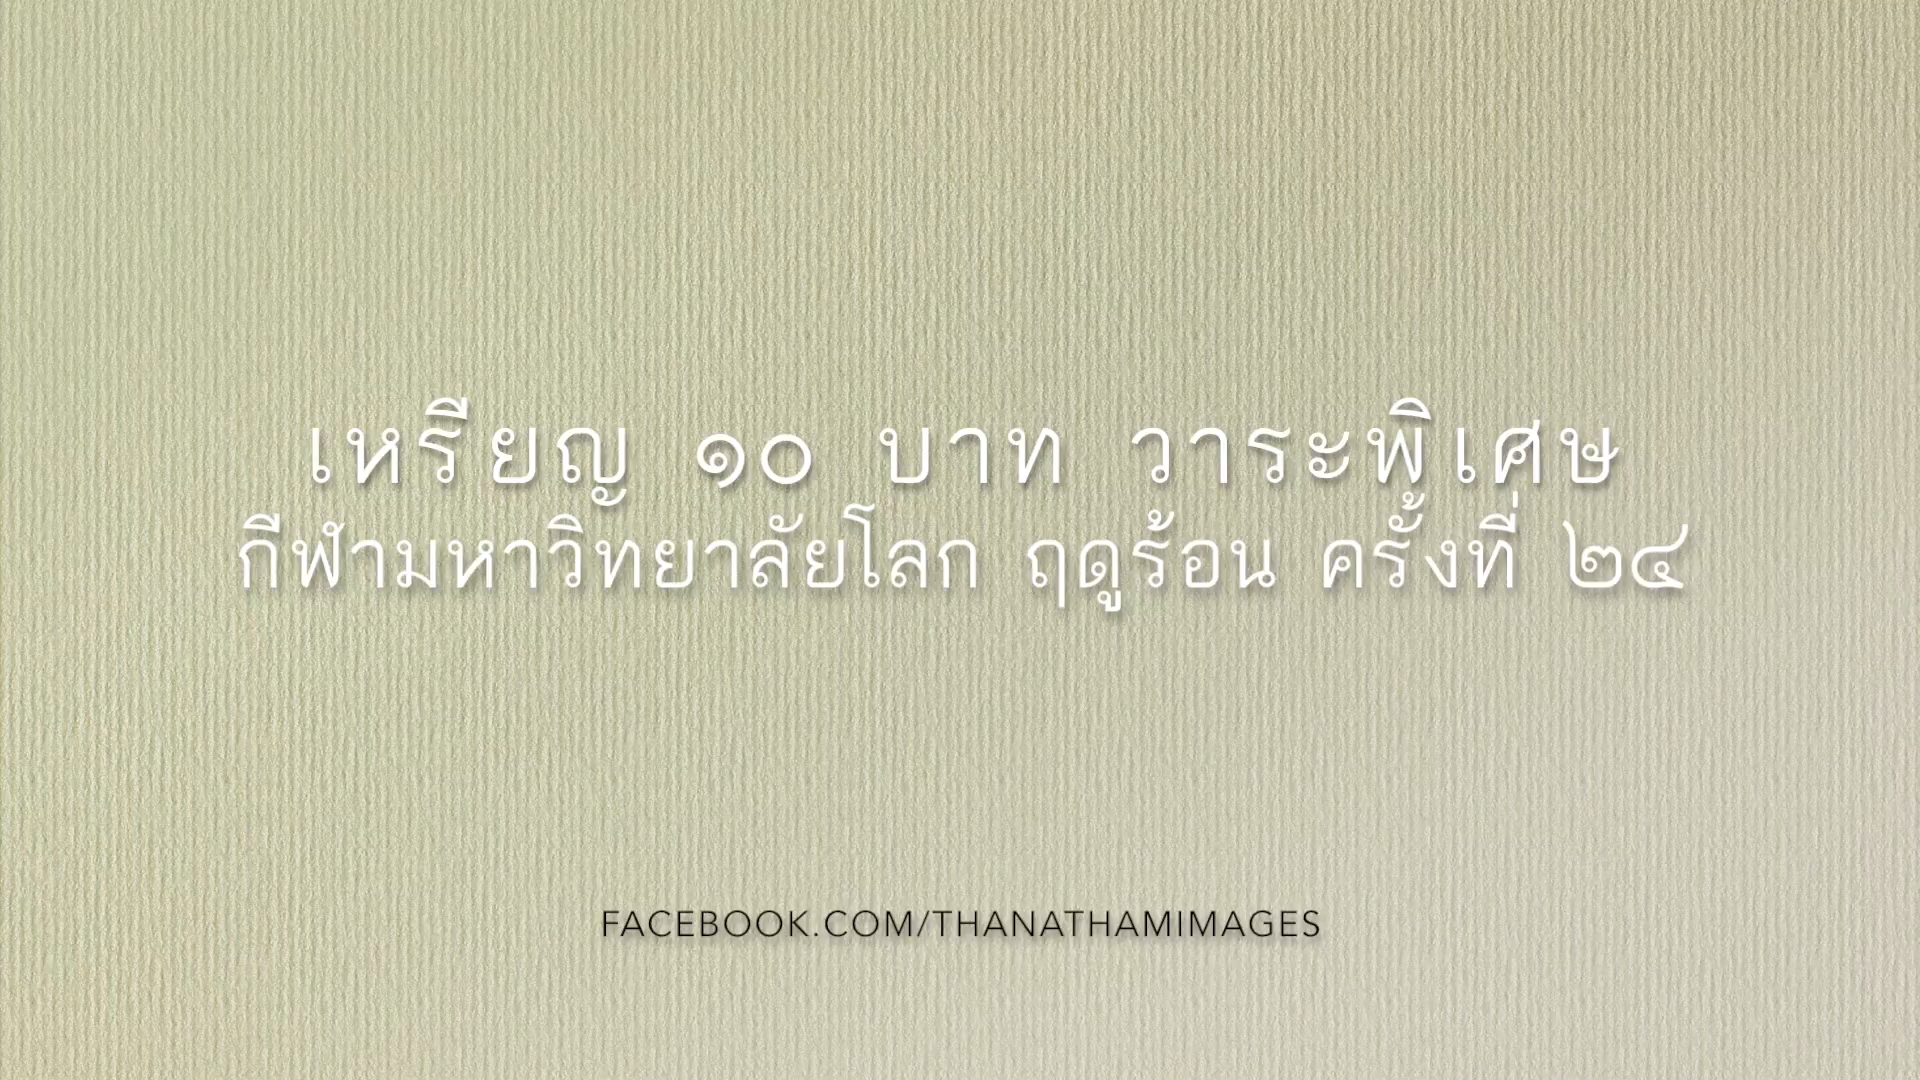 เหรียญ ๑๐ บาท วาระพิเศษ
กีฬามหาวิทยาลัยโลก ฤดูร้อน ครั้งที่ ๒๔
FACEBOOK.COM/THANATHAMIMAGES